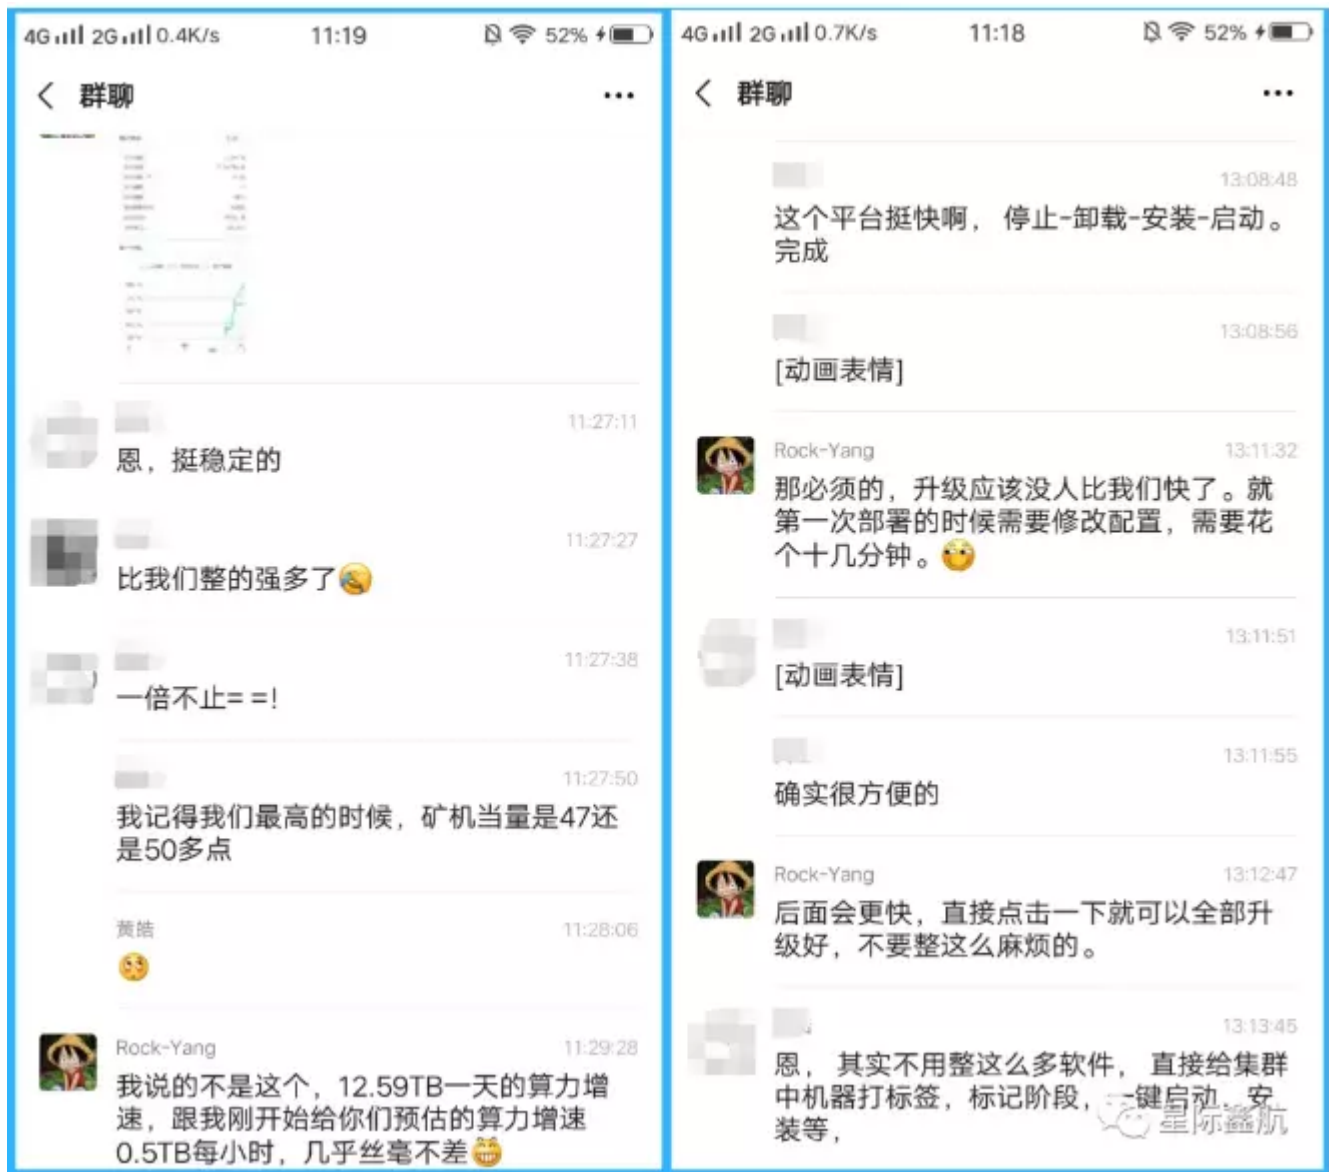 4G 2G 0.4K/s 11:19 52%
群聊
11:27:11
恩，挺稳定的
11:27:27
比我们整的强多了
11:27:38
一倍不止= =!
11:27:50
我记得我们最高的时候，矿机当量是47还
是50多点
黄皓 11:28:06
Rock-Yang 11:29:28
我说的不是这个，12.59TB一天的算力增
速，跟我刚开始给你们预估的算力增速
0.5TB每小时，几乎丝毫不差
4G 2G 0.7K/s 11:18 52%
群聊
13:08:48
这个平台挺快啊， 停止-卸载-安装-启动。
完成
13:08:56
[动画表情]
Rock-Yang 13:11:32
那必须的，升级应该没人比我们快了。就
第一次部署的时候需要修改配置，需要花
个十几分钟。
13:11:51
[动画表情]
13:11:55
确实很方便的
Rock-Yang 13:12:47
后面会更快，直接点击一下就可以全部升
级好，不要整这么麻烦的。
13:13:45
恩， 其实不用整这么多软件， 直接给集群
中机器打标签，标记阶段，一键启动，安
装等，
星际鑫航